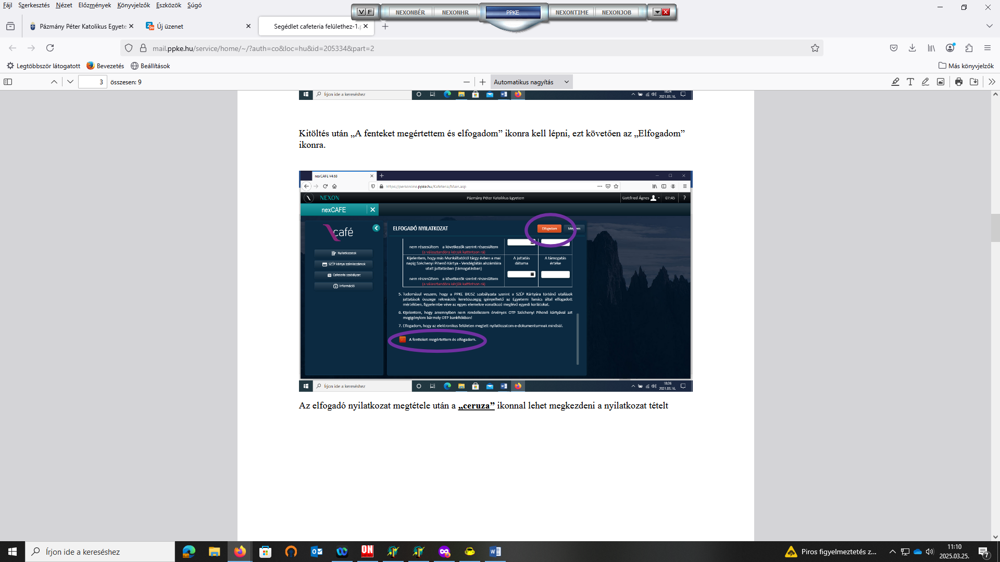 Fájl Szerkesztés Nézet Előzmények Könyvjelzők Eszközök Súgó
V F NEXONBÉR NEXONHR PPKE NEXONTIME NEXONJOB
Pázmány Péter Katolikus Egyete
Új üzenet
Segédlet cafeteria felülethez-1.p
mail.ppke.hu/service/home/~/?auth=co&loc=hu&id=205334&part=2
Legtöbbször látogatott Bevezetés Beállítások Más könyvjelzők
3 összesen: 9 Automatikus nagyítás
Írjon ide a kereséshez 18:24
2021.03.16.
Kitöltés után „A fenteket megértettem és elfogadom” ikonra kell lépni, ezt követően az „Elfogadom”
ikonra.
nexCAFE V4.68
https://personline.ppke.hu/Kafeteria/Main.asp
NEXON Pázmány Péter Katolikus Egyetem Gottfried Ágnes 07:45 ?
nexCAFE
café
Nyilatkozatok
SZÉP kártya számlaszámok
Cafeteria szabályzat
Információ
ELFOGADÓ NYILATKOZAT Elfogadom Mégsem
nem részesültem a következők szerint részesültem
(a választandóra kérjük kattintson rá)
Kijelentem, hogy más Munkáltatótól tárgy évben a mai
napig Széchenyi Pihenő Kártya - Vendéglátás alszámlára
utalt juttatásban (támogatásban)
A juttatás
dátuma
A támogatás
értéke
nem részesültem a következők szerint részesültem
(a választandóra kérjük kattintson rá)
5. Tudomásul veszem, hogy a PPKE BKJSZ szabályzata szerint a SZÉP Kártyára történő utalások
juttatások összege rekreációs keretösszegig igényelhető az Egyetemi Tanács által elfogadott
mértékben, figyelembe véve az egyes elemekre vonatkozó meglévő egyedi korlátokat.
6. Kijelentem, hogy amennyiben nem rendelkezem érvényes OTP Széchenyi Pihenő kártyával azt
megigénylem bármely OTP bankfiókban!
7. Elfogadom, hogy az elektronikus felületen megtett nyilatkozatom e-dokumentumnak minősül.
A fentieket megértettem és elfogadom.
Írjon ide a kereséshez 18:26
2021.03.16.
Az elfogadó nyilatkozat megtétele után a „ceruza” ikonnal lehet megkezdeni a nyilatkozat tételt
Írjon ide a kereséshez ON Piros figyelmeztetés z... 11:10
2025.03.25. 7